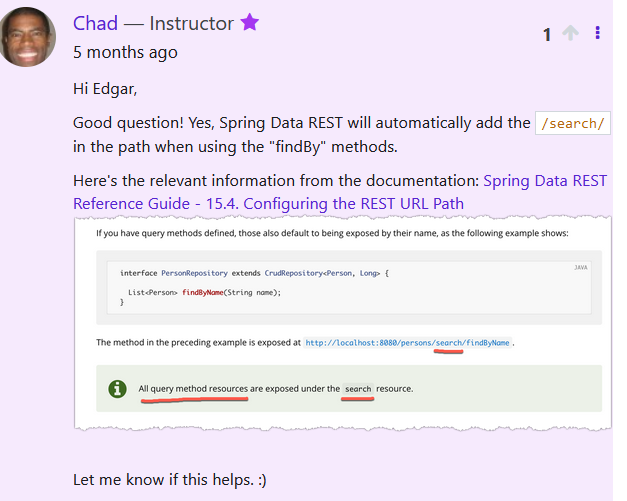 Chad — Instructor
1
5 months ago
Hi Edgar,
Good question! Yes, Spring Data REST will automatically add the /search/
in the path when using the "findBy" methods.
Here's the relevant information from the documentation: Spring Data REST
Reference Guide - 15.4. Configuring the REST URL Path
If you have query methods defined, those also default to being exposed by their name, as the following example shows:
JAVA
interface PersonRepository extends CrudRepository<Person, Long> {
List<Person> findByName(String name);
}
The method in the preceding example is exposed at http://localhost:8080/persons/search/findByName .
All query method resources are exposed under the search resource.
Let me know if this helps. :)